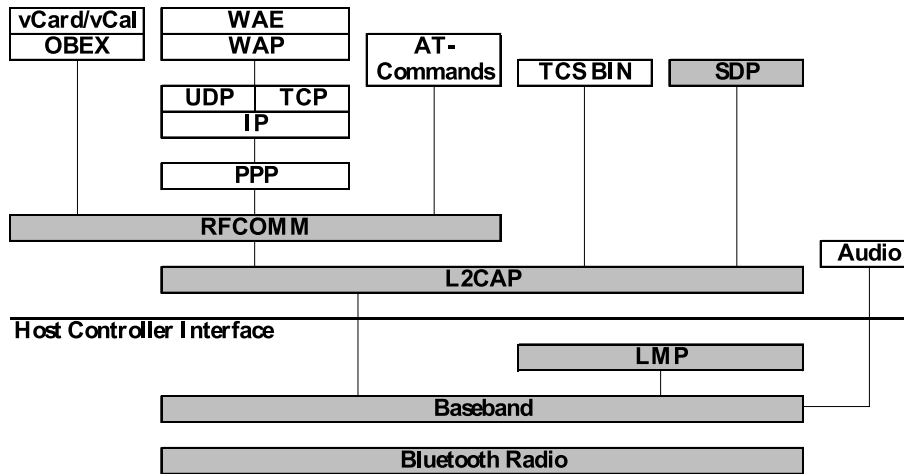 vCard/vCal
OBEX
WAE
WAP
AT-
Commands
TCS BIN
SDP
UDP
TCP
IP
PPP
RFCOMM
Audio
L2CAP
Host Controller Interface
LMP
Baseband
Bluetooth Radio